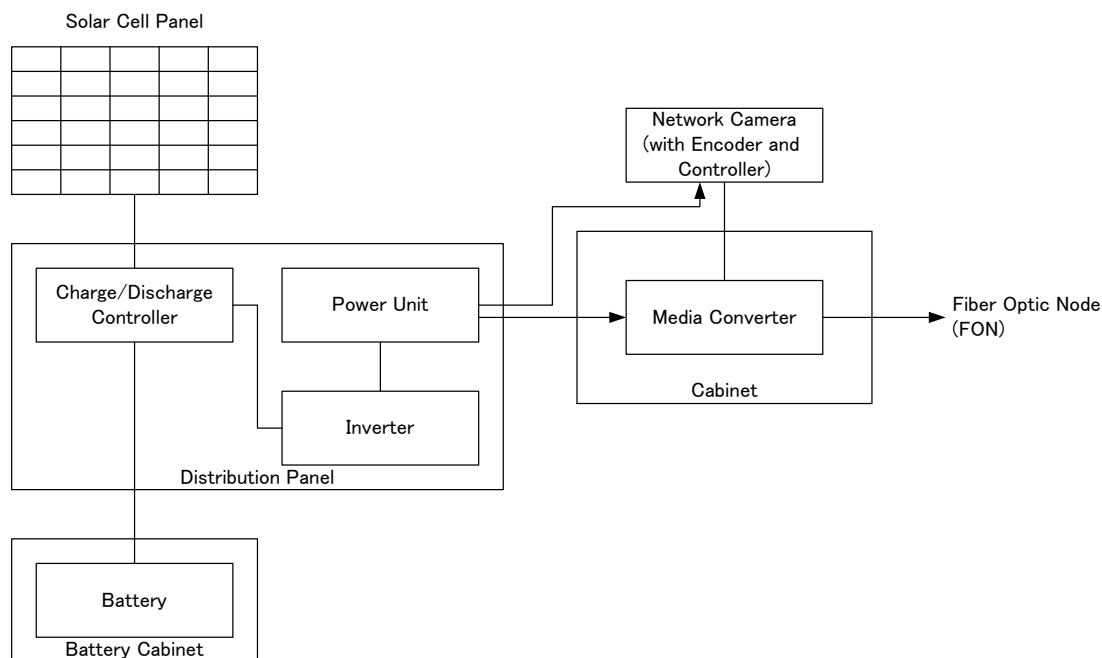 Solar Cell Panel
Network Camera
(with Encoder and
Controller)
Charge/Discharge
Controller
Power Unit
Media Converter
Fiber Optic Node
(FON)
Cabinet
Inverter
Distribution Panel
Battery
Battery Cabinet